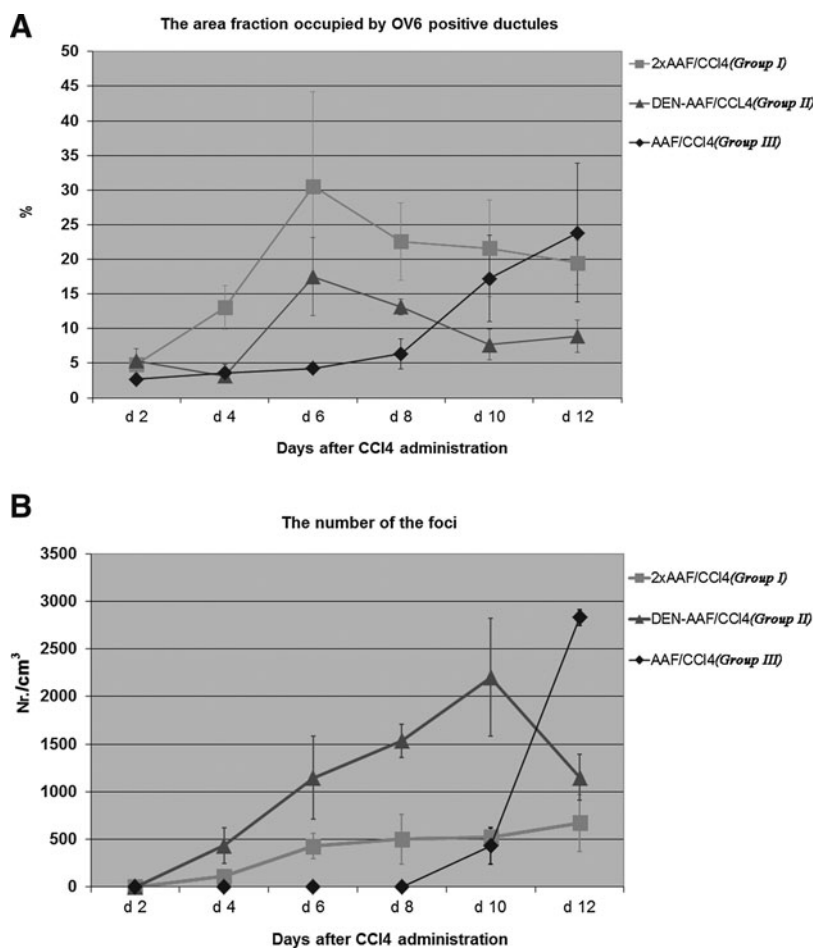 A
The area fraction occupied by OV6 positive ductules
50
45
40
35
30
25
20
15
10
5
0
%
d 2 d 4 d 6 d 8 d 10 d 12
Days after CCl4 administration
2xAAF/CCl4(Group I)
DEN-AAF/CCL4(Group II)
AAF/CCl4(Group III)
B
The number of the foci
3500
3000
2500
2000
1500
1000
500
0
Nr./cm³
d 2 d 4 d 6 d 8 d 10 d 12
Days after CCl4 administration
2xAAF/CCl4(Group I)
DEN-AAF/CCl4(Group II)
AAF/CCl4(Group III)